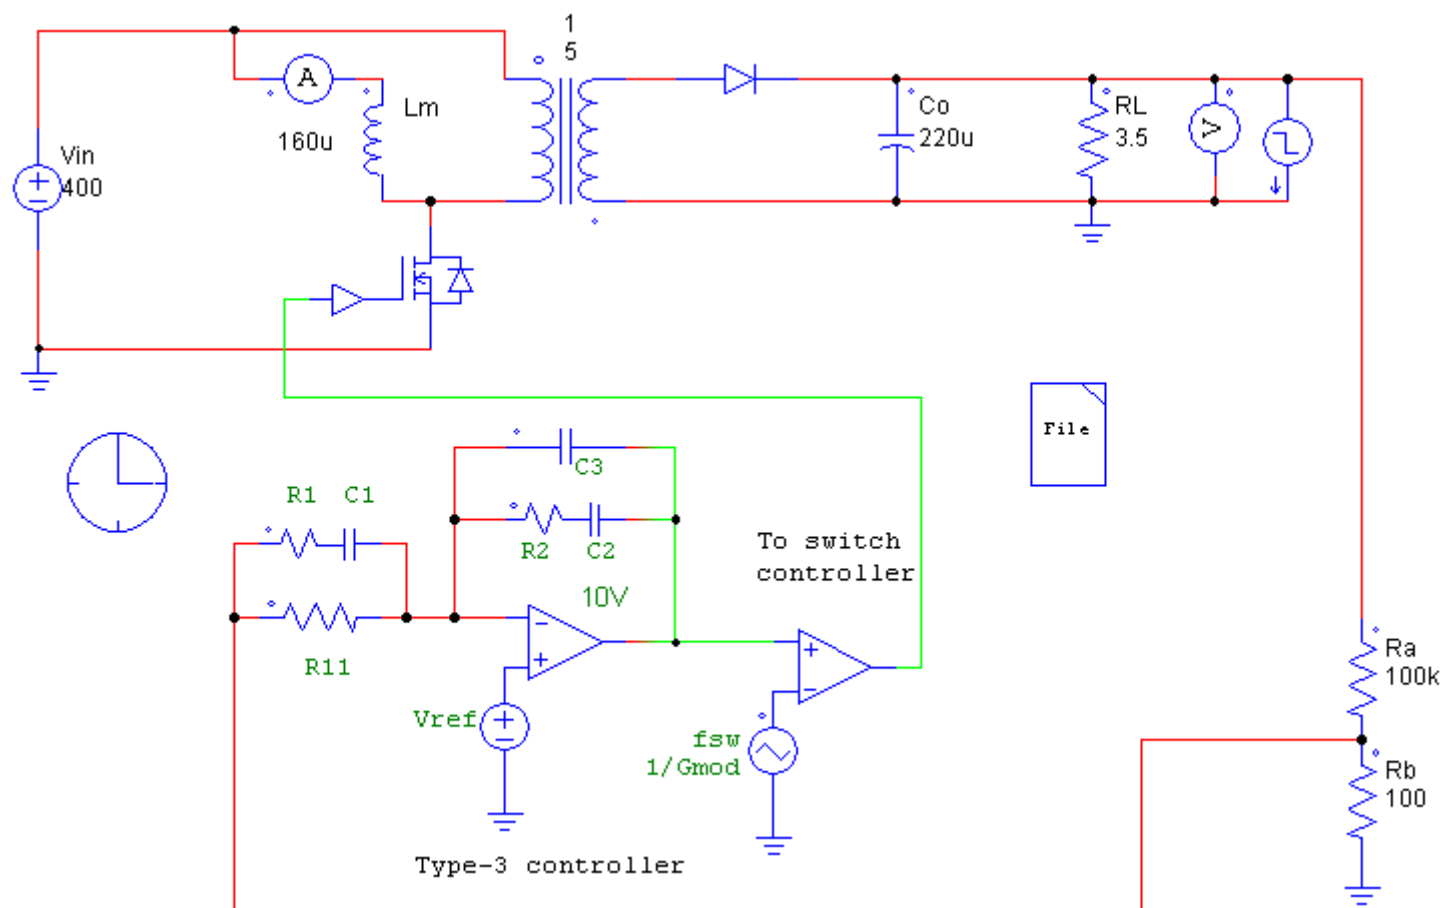 1
5
A
Lm
160u
Vin
400
Co
220u
RL
3.5
V
File
C3
R1 C1
R2 C2
To switch
controller
10V
R11
Vref
fsw
1/Gmod
Ra
100k
Rb
100
Type-3 controller